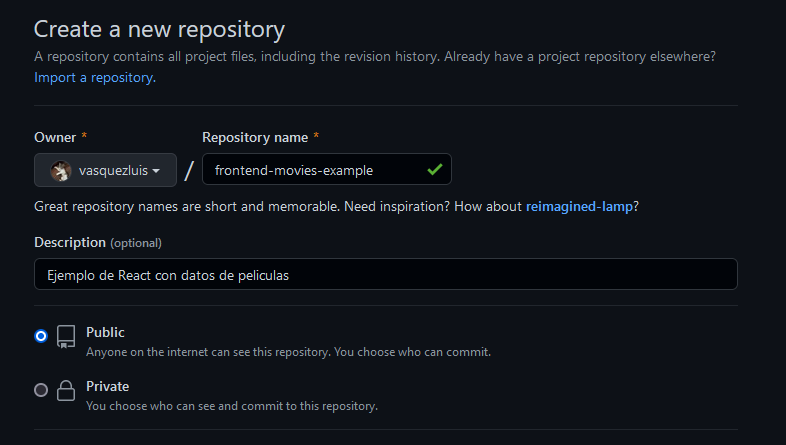 Create a new repository
A repository contains all project files, including the revision history. Already have a project repository elsewhere?
Import a repository.
Owner *
Repository name *
vasquezluis
/
frontend-movies-example
Great repository names are short and memorable. Need inspiration? How about reimagined-lamp?
Description (optional)
Ejemplo de React con datos de peliculas
Public
Anyone on the internet can see this repository. You choose who can commit.
Private
You choose who can see and commit to this repository.